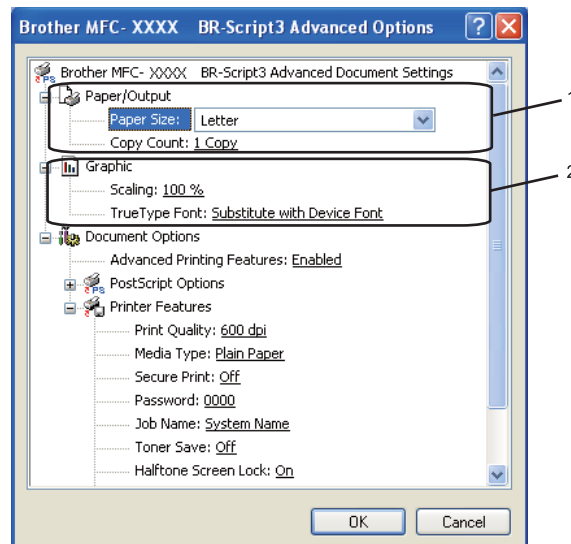 Brother MFC- XXXX BR-Script3 Advanced Options
Brother MFC- XXXX BR-Script3 Advanced Document Settings
Paper/Output
Paper Size: Letter
Copy Count: 1 Copy
1
Graphic
2
Scaling: 100 %
TrueType Font: Substitute with Device Font
Document Options
Advanced Printing Features: Enabled
PostScript Options
Printer Features
Print Quality: 600 dpi
Media Type: Plain Paper
Secure Print: Off
Password: 0000
Job Name: System Name
Toner Save: Off
Halftone Screen Lock: On
OK Cancel